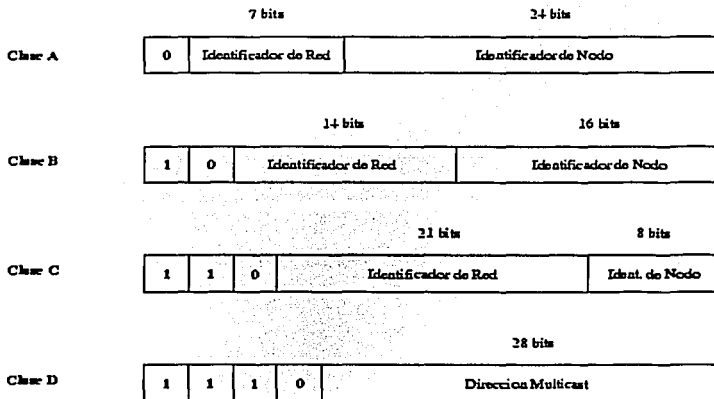 7 bits 24 bits
Clase A 0 Identificador de Red Identificador de Nodo
14 bits 16 bits
Clase B 1 0 Identificador de Red Identificador de Nodo
21 bits 8 bits
Clase C 1 1 0 Identificador de Red Ident. de Nodo
28 bits
Clase D 1 1 1 0 Direccion Multicast